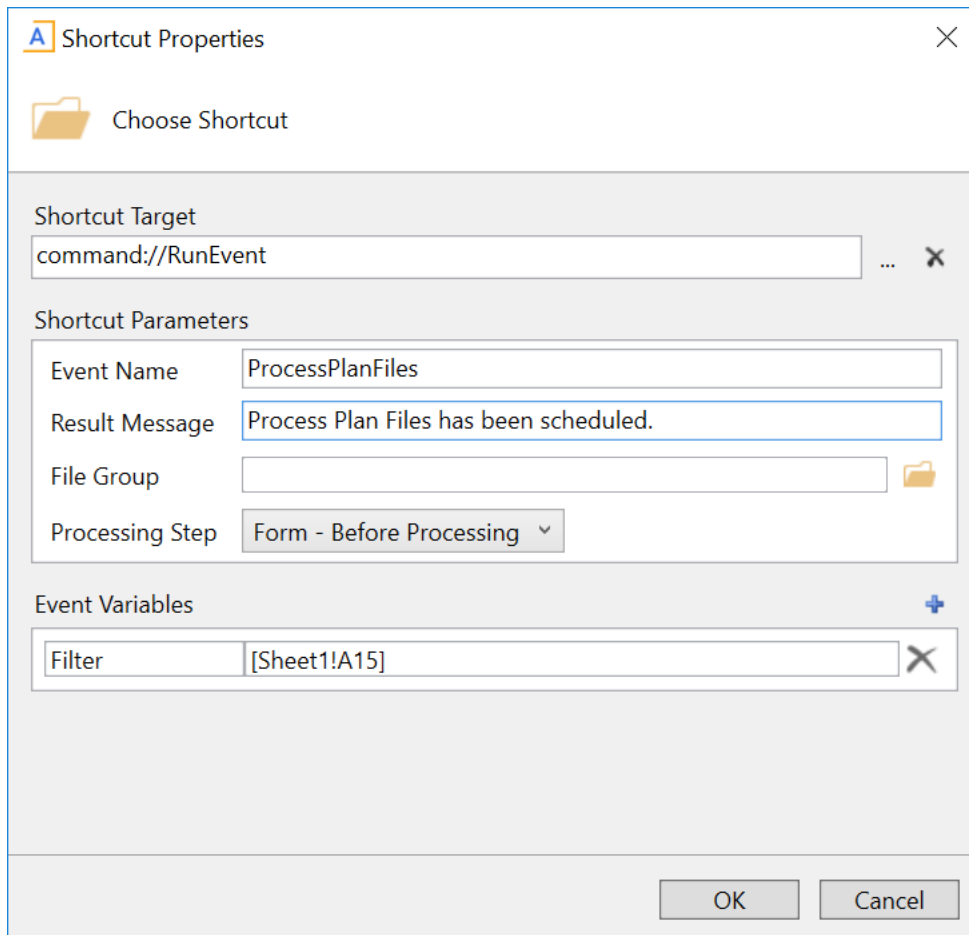 A Shortcut Properties
Choose Shortcut
Shortcut Target
command://RunEvent ...
Shortcut Parameters
Event Name ProcessPlanFiles
Result Message Process Plan Files has been scheduled.
File Group
Processing Step Form - Before Processing
Event Variables
Filter [Sheet1!A15]
OK Cancel